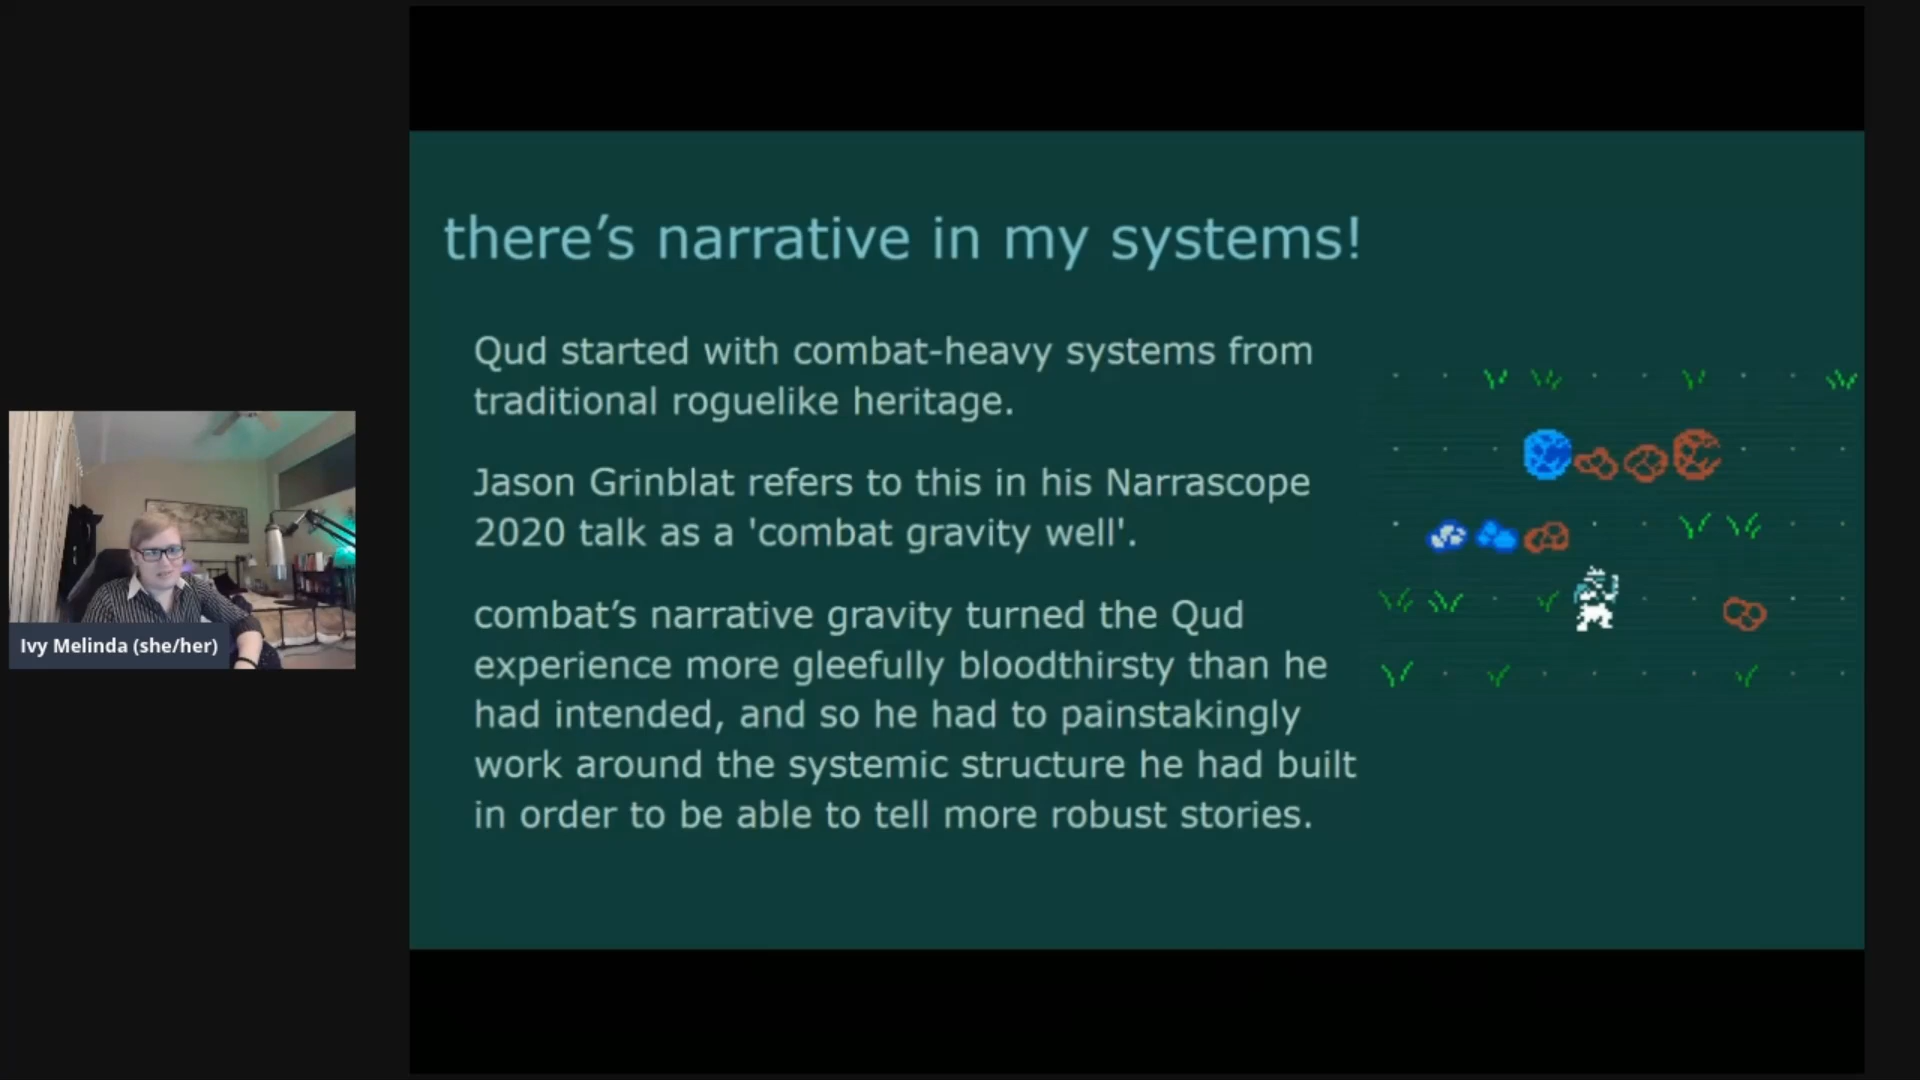 there’s narrative in my systems!
Qud started with combat-heavy systems from
traditional roguelike heritage.
Jason Grinblat refers to this in his Narrascope
2020 talk as a 'combat gravity well'.
combat’s narrative gravity turned the Qud
experience more gleefully bloodthirsty than he
had intended, and so he had to painstakingly
work around the systemic structure he had built
in order to be able to tell more robust stories.
Ivy Melinda (she/her)